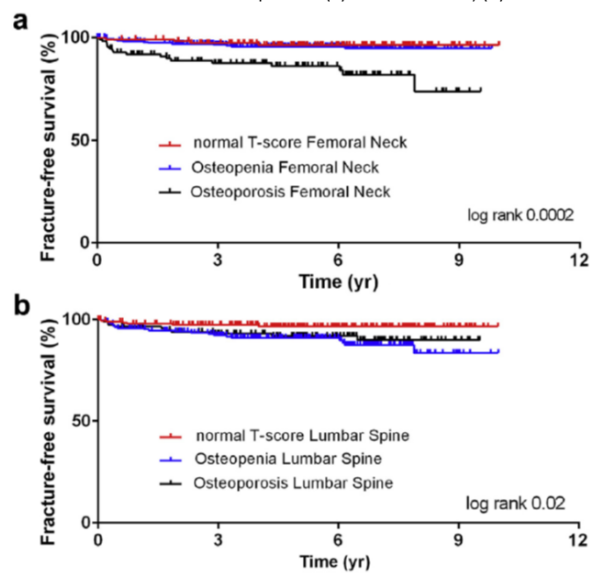 a
Fracture-free survival (%)
100
50
0
normal T-score Femoral Neck
Osteopenia Femoral Neck
Osteoporosis Femoral Neck
log rank 0.0002
0 3 6 9 12
Time (yr)
b
Fracture-free survival (%)
100
50
0
normal T-score Lumbar Spine
Osteopenia Lumbar Spine
Osteoporosis Lumbar Spine
log rank 0.02
0 3 6 9 12
Time (yr)